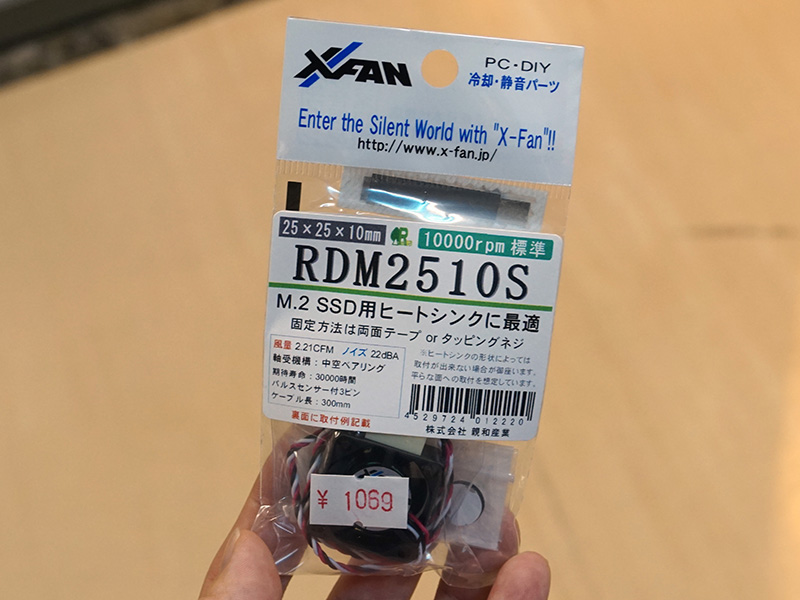 X-FAN
PC・DIY
冷却・静音パーツ
Enter the Silent World with "X-Fan"!!
http://www.x-fan.jp/
25×25×10mm
10000rpm 標準
RDM2510S
M.2 SSD用ヒートシンクに最適
固定方法は両面テープ or タッピングネジ
風量 2.21CFM ノイズ 22dBA
軸受機構：中空ベアリング
期待寿命：30000時間
パルスセンサー付3ピン
ケーブル長：300mm
裏面に取付例記載
※ヒートシンクの形状によっては
取付が出来ない場合が御座います。
平らな面への取付を想定しています。
4529724 012220
株式会社 親和産業
¥ 1069